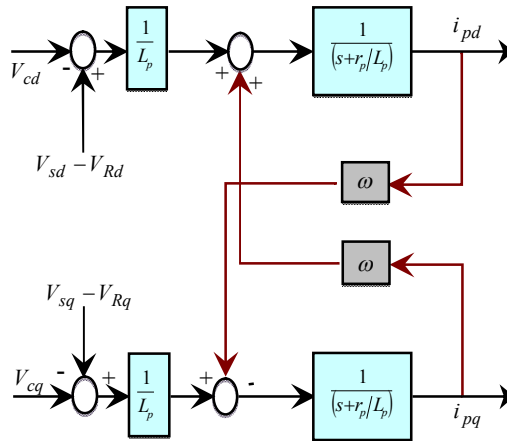 1/L_p
1/(s+r_p/L_p)
i_pd
- + + +
V_cd
V_sd − V_Rd
ω
ω
V_sq − V_Rq
- + + -
V_cq
1/L_p
1/(s+r_p/L_p)
i_pq